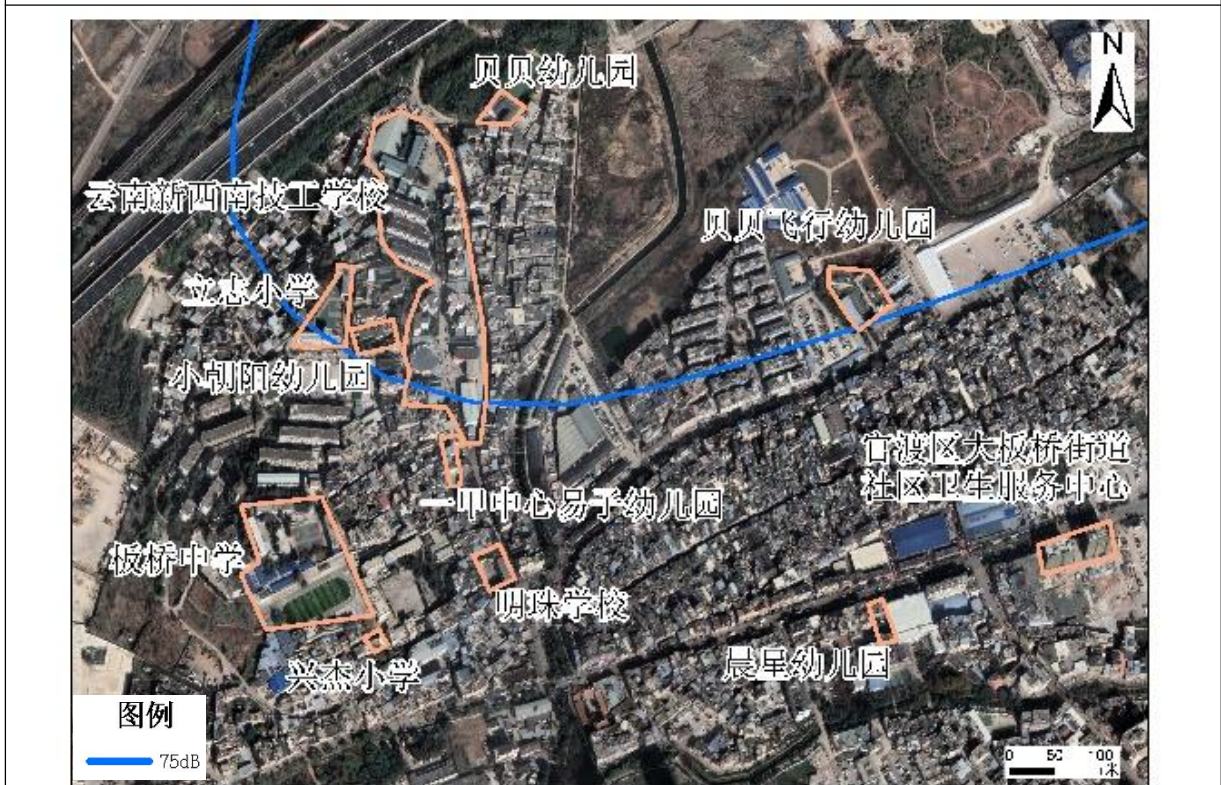 N
贝贝幼儿园
云南新西南技工学校
贝贝飞行幼儿园
立志小学
小朝阳幼儿园
官渡区大板桥街道
社区卫生服务中心
一甲中心易子幼儿园
板桥中学
明珠学校
晨星幼儿园
兴杰小学
图例
75dB
0 50 100
米